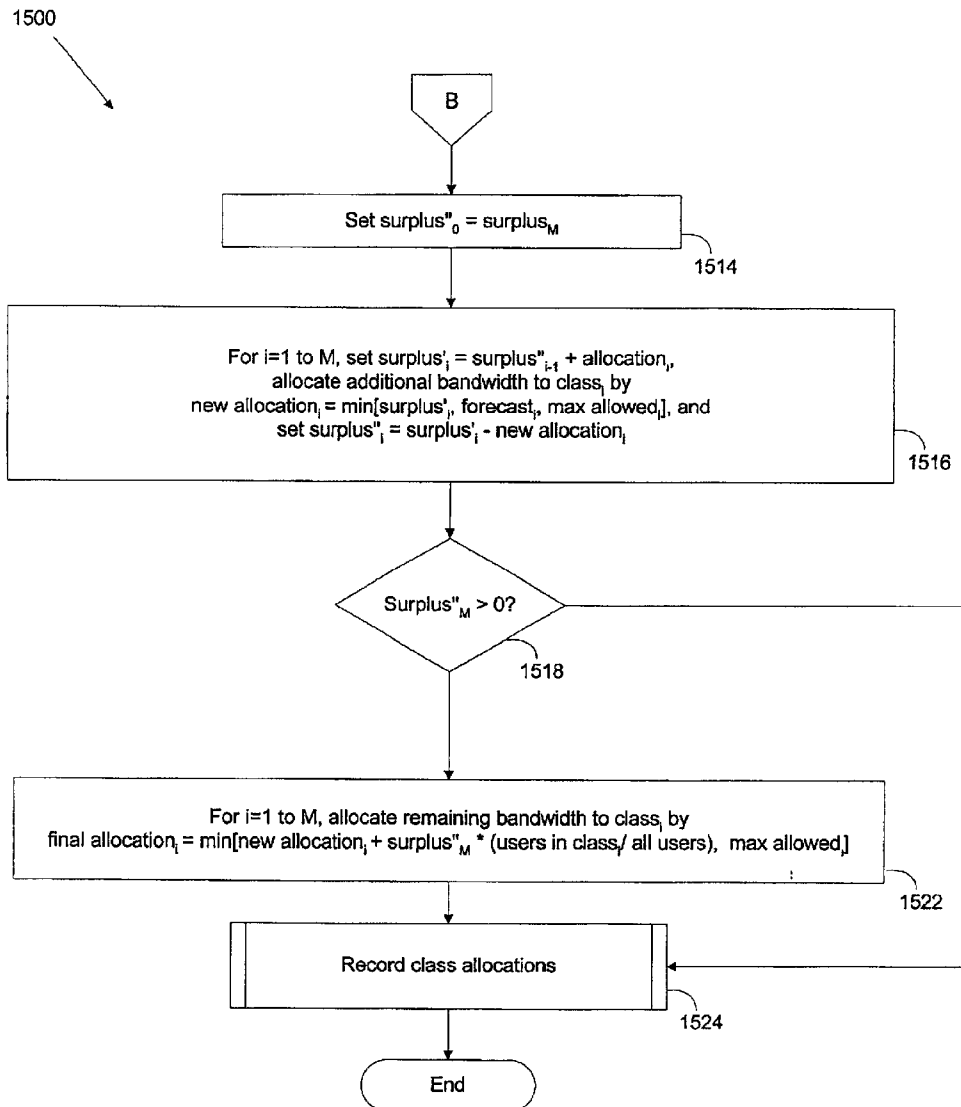 1500
B
Set surplus"₀ = surplus_M
1514
For i=1 to M, set surplus'ᵢ = surplus"ᵢ₋₁ + allocationᵢ,
allocate additional bandwidth to classᵢ by
new allocationᵢ = min[surplus'ᵢ, forecastᵢ, max allowedᵢ], and
set surplus"ᵢ = surplus'ᵢ - new allocationᵢ
1516
Surplus"_M > 0?
1518
For i=1 to M, allocate remaining bandwidth to classᵢ by
final allocationᵢ = min[new allocationᵢ + surplus"_M * (users in classᵢ/ all users), max allowedᵢ]
1522
Record class allocations
1524
End